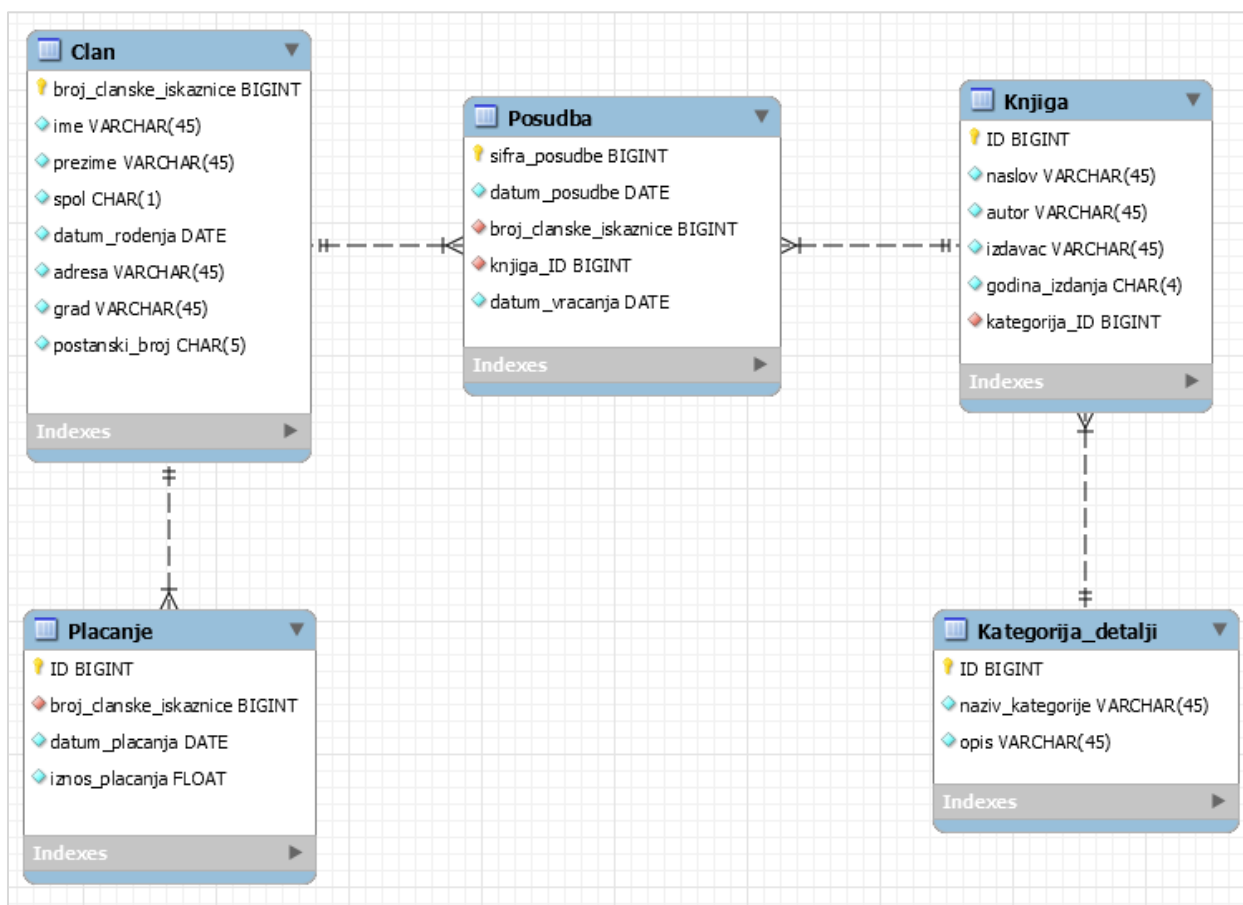 Clan
broj_clanske_iskaznice BIGINT
ime VARCHAR(45)
prezime VARCHAR(45)
spol CHAR(1)
datum_rodenja DATE
adresa VARCHAR(45)
grad VARCHAR(45)
postanski_broj CHAR(5)
Indexes
Posudba
sifra_posudbe BIGINT
datum_posudbe DATE
broj_clanske_iskaznice BIGINT
knjiga_ID BIGINT
datum_vracanja DATE
Indexes
Knjiga
ID BIGINT
naslov VARCHAR(45)
autor VARCHAR(45)
izdavac VARCHAR(45)
godina_izdanja CHAR(4)
kategorija_ID BIGINT
Indexes
Placanje
ID BIGINT
broj_clanske_iskaznice BIGINT
datum_placanja DATE
iznos_placanja FLOAT
Indexes
Kategorija_detalji
ID BIGINT
naziv_kategorije VARCHAR(45)
opis VARCHAR(45)
Indexes